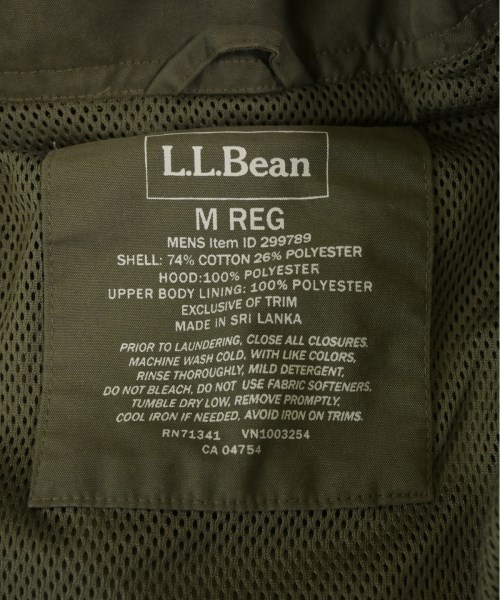 L.L.Bean
M REG
MENS Item ID 299789
SHELL: 74% COTTON 26% POLYESTER
HOOD:100% POLYESTER
UPPER BODY LINING: 100% POLYESTER
EXCLUSIVE OF TRIM
MADE IN SRI LANKA
PRIOR TO LAUNDERING, CLOSE ALL CLOSURES.
MACHINE WASH COLD, WITH LIKE COLORS,
RINSE THOROUGHLY, MILD DETERGENT,
DO NOT BLEACH, DO NOT USE FABRIC SOFTENERS,
TUMBLE DRY LOW, REMOVE PROMPTLY,
COOL IRON IF NEEDED, AVOID IRON ON TRIMS.
RN71341 VN1003254
CA 04754